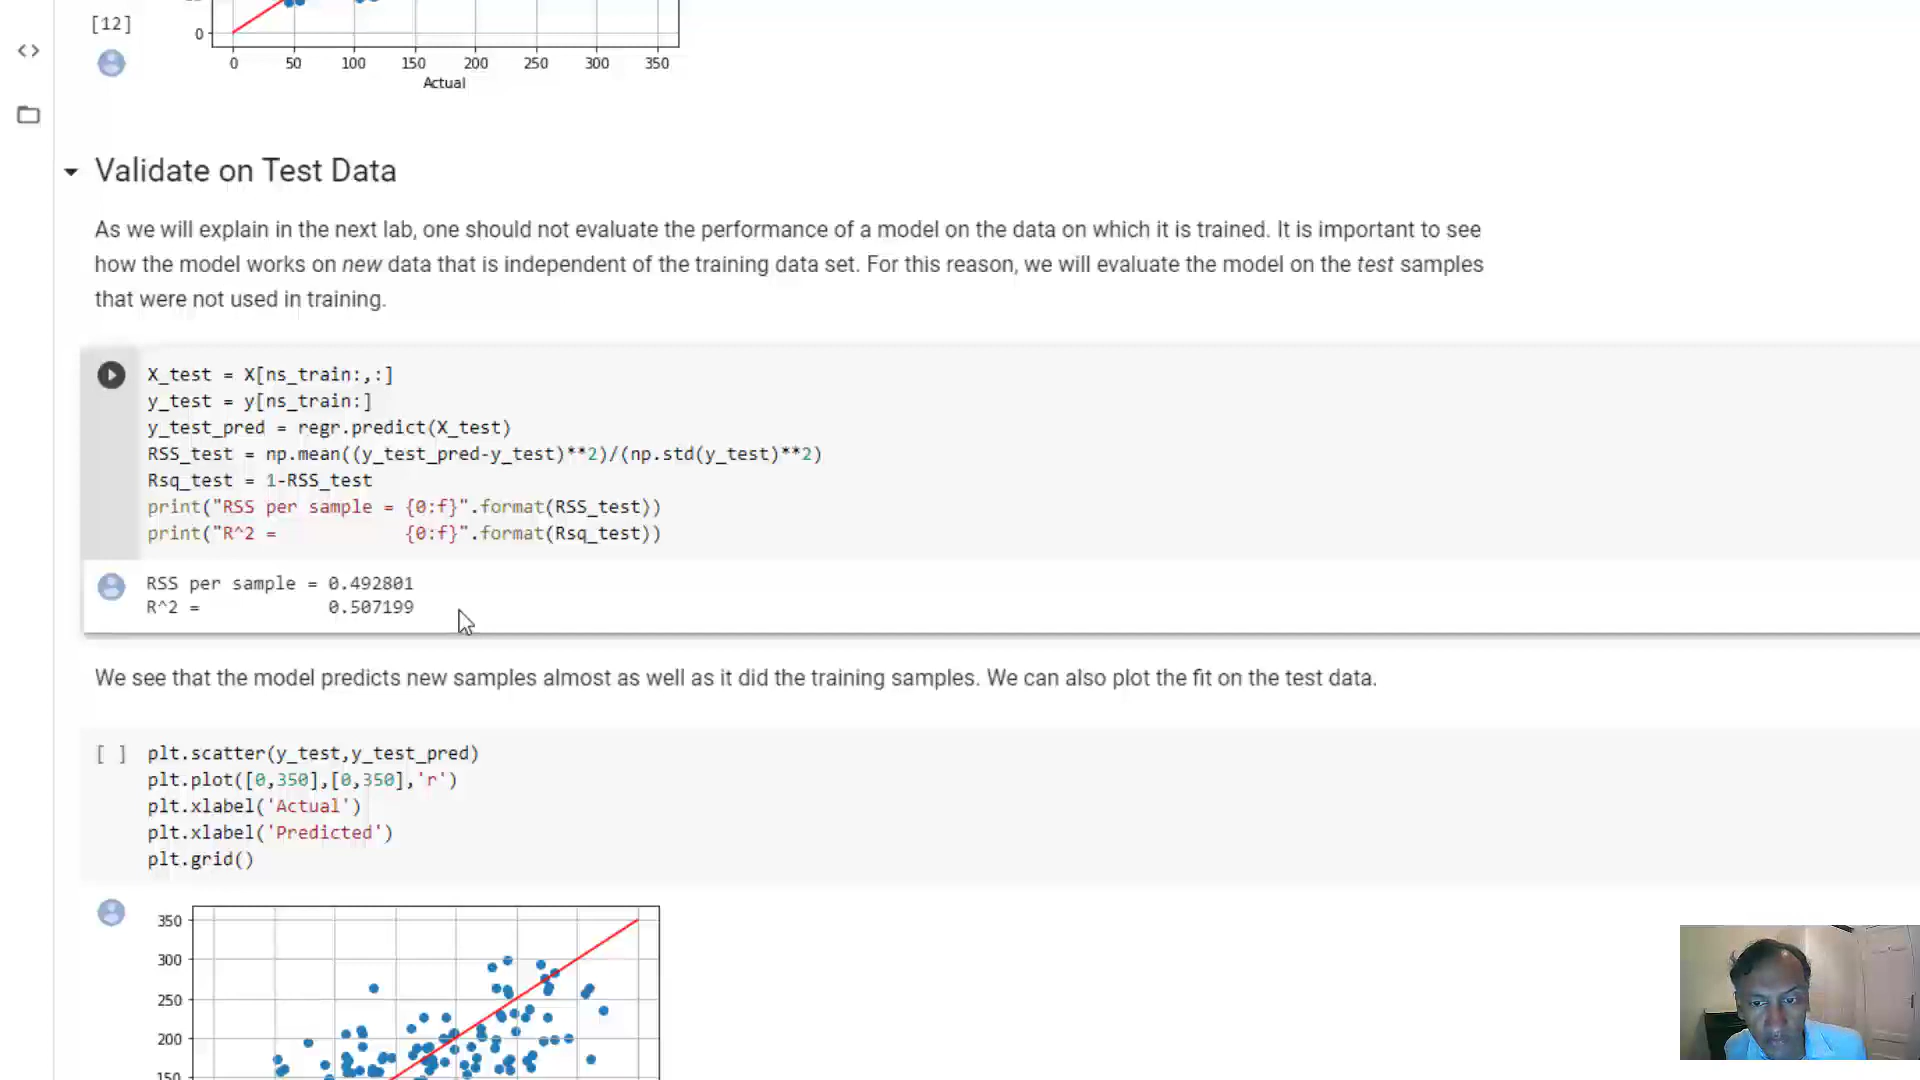 [12]
0
0 50 100 150 200 250 300 350
Actual
Validate on Test Data
As we will explain in the next lab, one should not evaluate the performance of a model on the data on which it is trained. It is important to see
how the model works on new data that is independent of the training data set. For this reason, we will evaluate the model on the test samples
that were not used in training.
X_test = X[ns_train:,:]
y_test = y[ns_train:]
y_test_pred = regr.predict(X_test)
RSS_test = np.mean((y_test_pred-y_test)**2)/(np.std(y_test)**2)
Rsq_test = 1-RSS_test
print("RSS per sample = {0:f}".format(RSS_test))
print("R^2 =            {0:f}".format(Rsq_test))
RSS per sample = 0.492801
R^2 =            0.507199
We see that the model predicts new samples almost as well as it did the training samples. We can also plot the fit on the test data.
[ ]
plt.scatter(y_test,y_test_pred)
plt.plot([0,350],[0,350],'r')
plt.xlabel('Actual')
plt.xlabel('Predicted')
plt.grid()
350
300
250
200
150